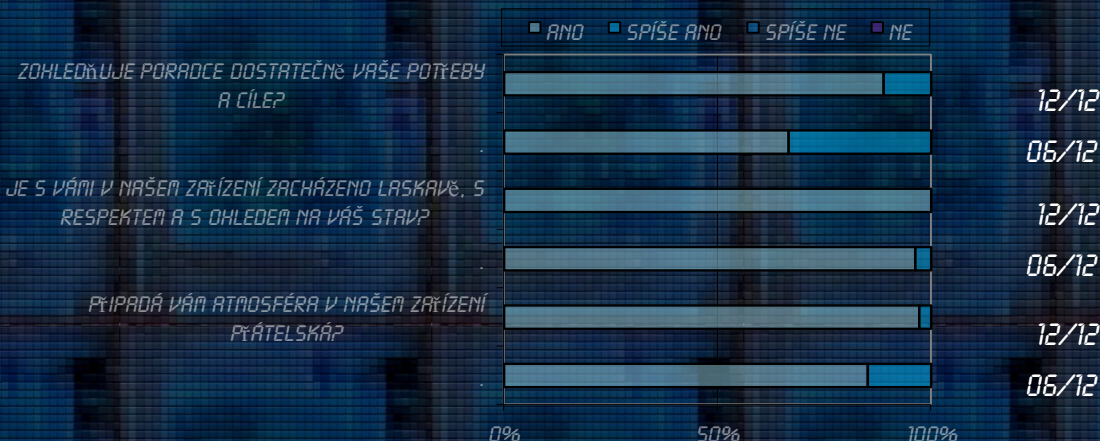 ANO SPÍŠE ANO SPÍŠE NE NE
ZOHLEDňUJE PORADCE DOSTATEČNě VAŠE POTřEBY
A CÍLE?
12/12
06/12
JE S VÁMI V NAŠEM ZAříZENÍ ZACHÁZENO LASKAVě, S
RESPEKTEM A S OHLEDEM NA VÁŠ STAV?
12/12
06/12
PřIPADÁ VÁM ATMOSFÉRA V NAŠEM ZAříZENÍ
PřÁTELSKÁ?
12/12
06/12
0% 50% 100%